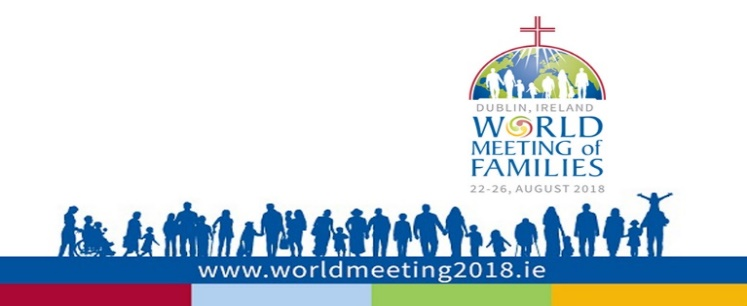 DUBLIN, IRELAND
WORLD
MEETING of
FAMILIES
22-26, AUGUST 2018
www.worldmeeting2018.ie